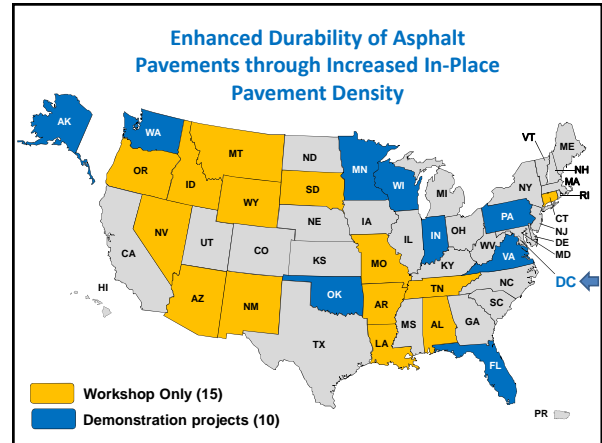 Enhanced Durability of Asphalt
Pavements through Increased In-Place
Pavement Density
AK
WA
MT
ND
MN
VT
ME
OR
ID
SD
WI
MI
NY
NH
MA
RI
WY
NE
IA
PA
CT
NJ
NV
UT
CO
IL
IN
OH
DE
MD
CA
KS
MO
KY
WV
VA
DC
HI
AZ
NM
OK
AR
TN
NC
SC
MS
AL
GA
TX
LA
FL
Workshop Only (15)
Demonstration projects (10)
PR